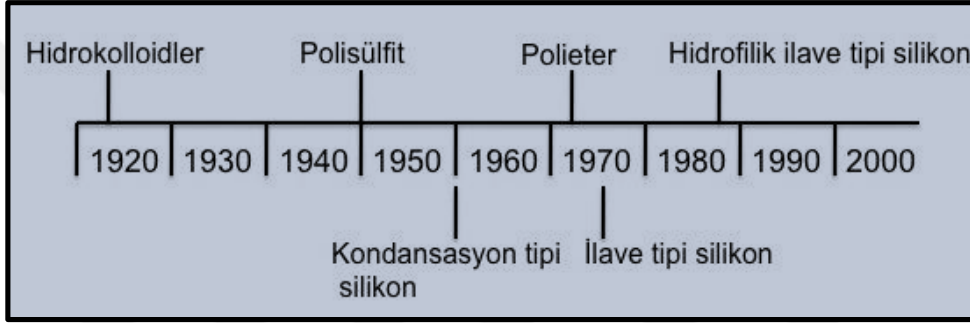 Hidrokolloidler Polisülfit Polieter Hidrofilik ilave tipi silikon
1920 1930 1940 1950 1960 1970 1980 1990 2000
Kondansasyon tipi İlave tipi silikon
silikon